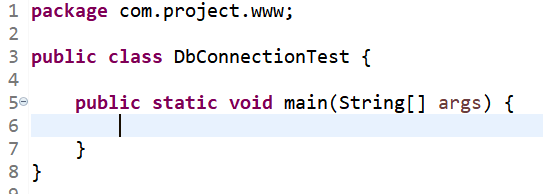 1 package com.project.www;
2
3 public class DbConnectionTest {
4
5     public static void main(String[] args) {
6
7     }
8 }
9